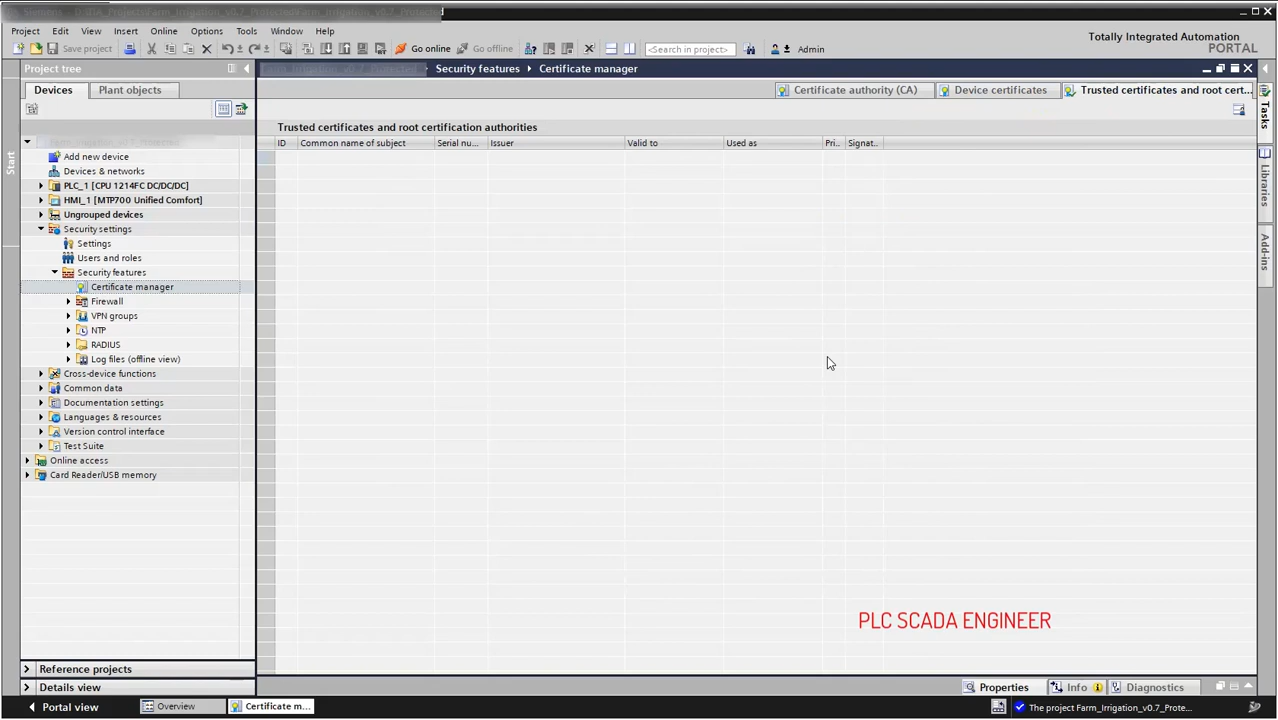 Project Edit View Insert Online Options Tools Window Help
Totally Integrated Automation
PORTAL
Save project
Go online
Go offline
<Search in project>
Admin
Project tree
Security features
Certificate manager
Devices
Plant objects
Certificate authority (CA)
Device certificates
Trusted certificates and root cert...
Start
Tasks
Libraries
Add-ins
Trusted certificates and root certification authorities
ID Common name of subject Serial nu... Issuer Valid to Used as Pri.. Signat..
Add new device
Devices & networks
PLC_1 [CPU 1214FC DC/DC/DC]
HMI_1 [MTP700 Unified Comfort]
Ungrouped devices
Security settings
Settings
Users and roles
Security features
Certificate manager
Firewall
VPN groups
NTP
RADIUS
Log files (offline view)
Cross-device functions
Common data
Documentation settings
Languages & resources
Version control interface
Test Suite
Online access
Card Reader/USB memory
PLC SCADA ENGINEER
Reference projects
Details view
Properties
Info
Diagnostics
Portal view
Overview
Certificate m...
The project Farm_Irrigation_v0.7_Prote...